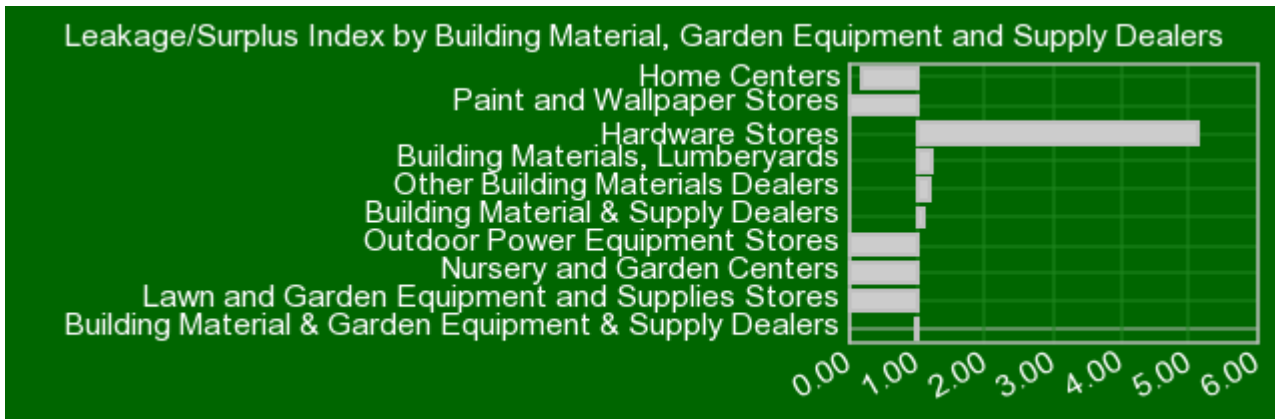 Leakage/Surplus Index by Building Material, Garden Equipment and Supply Dealers
Home Centers
Paint and Wallpaper Stores
Hardware Stores
Building Materials, Lumberyards
Other Building Materials Dealers
Building Material & Supply Dealers
Outdoor Power Equipment Stores
Nursery and Garden Centers
Lawn and Garden Equipment and Supplies Stores
Building Material & Garden Equipment & Supply Dealers
0.00 1.00 2.00 3.00 4.00 5.00 6.00